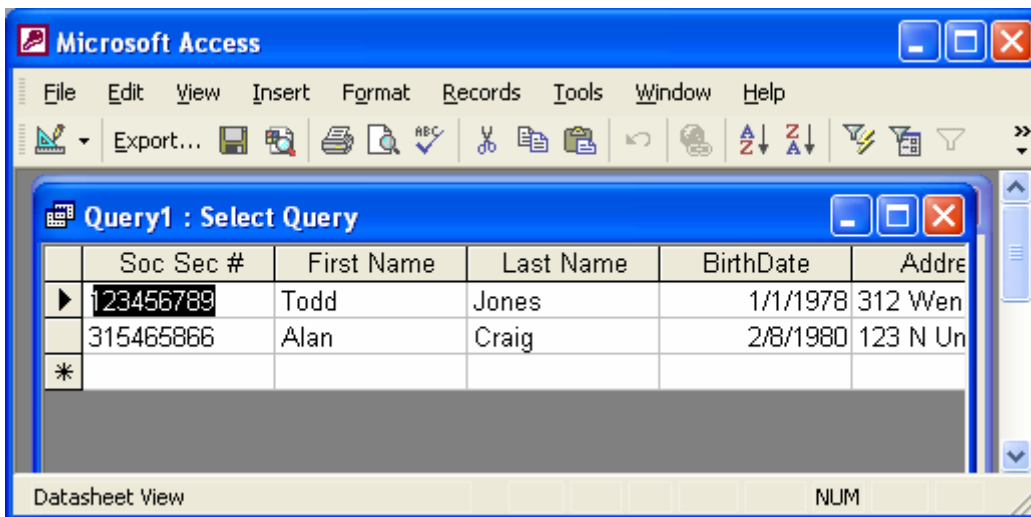 Microsoft Access
File Edit View Insert Format Records Tools Window Help
Export... ABC A Z Z A
Query1 : Select Query
Soc Sec # First Name Last Name BirthDate Addre
123456789 Todd Jones 1/1/1978 312 Wen
315465866 Alan Craig 2/8/1980 123 N Un
Datasheet View NUM